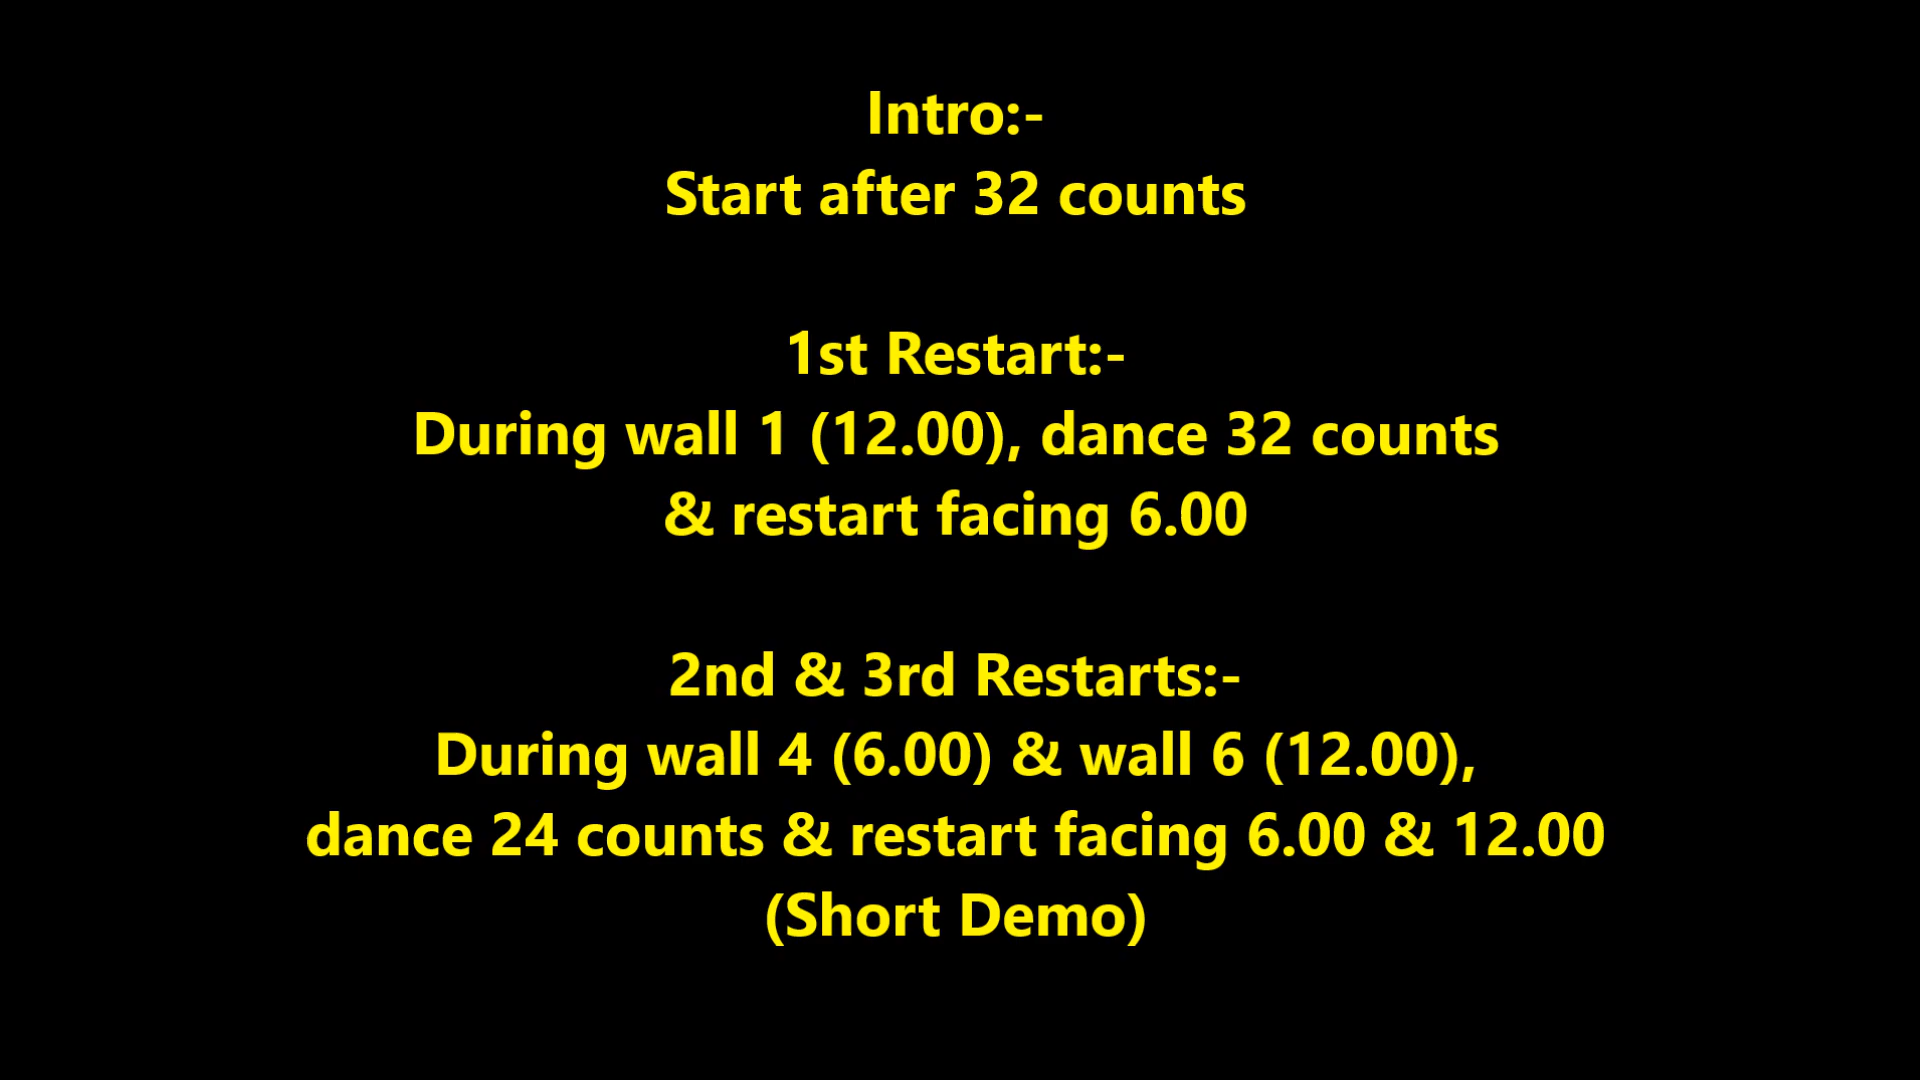 Intro:-
Start after 32 counts
1st Restart:-
During wall 1 (12.00), dance 32 counts
& restart facing 6.00
2nd & 3rd Restarts:-
During wall 4 (6.00) & wall 6 (12.00),
dance 24 counts & restart facing 6.00 & 12.00
(Short Demo)